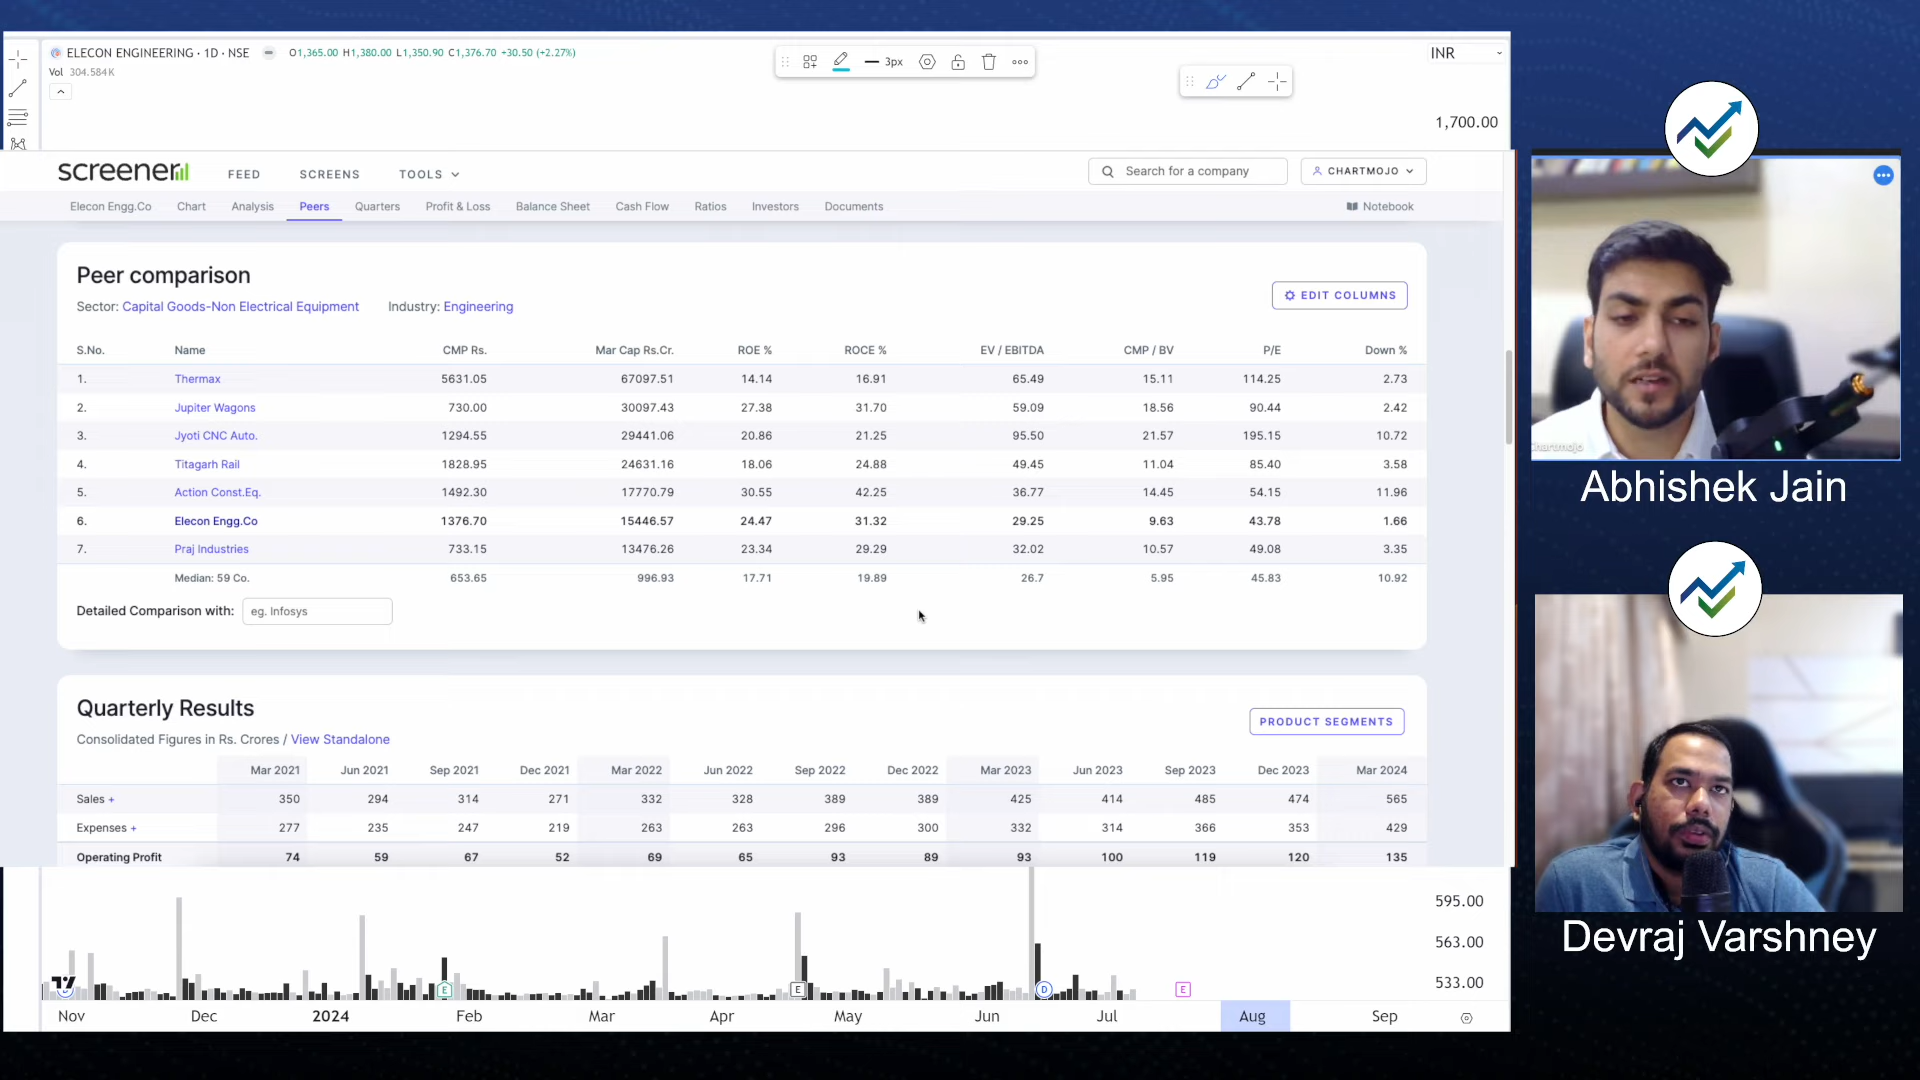 ELECON ENGINEERING · 1D · NSE O1,365.00 H1,380.00 L1,350.90 C1,376.70 +30.50 (+2.27%)
Vol 304.584K
3px
INR
1,700.00
screener FEED SCREENS TOOLS Search for a company CHARTMOJO
Elecon Engg.Co Chart Analysis Peers Quarters Profit & Loss Balance Sheet Cash Flow Ratios Investors Documents Notebook
Peer comparison
Sector: Capital Goods-Non Electrical Equipment Industry: Engineering
EDIT COLUMNS
S.No. Name CMP Rs. Mar Cap Rs.Cr. ROE % ROCE % EV / EBITDA CMP / BV P/E Down %
1. Thermax 5631.05 67097.51 14.14 16.91 65.49 15.11 114.25 2.73
2. Jupiter Wagons 730.00 30097.43 27.38 31.70 59.09 18.56 90.44 2.42
3. Jyoti CNC Auto. 1294.55 29441.06 20.86 21.25 95.50 21.57 195.15 10.72
4. Titagarh Rail 1828.95 24631.16 18.06 24.88 49.45 11.04 85.40 3.58
5. Action Const.Eq. 1492.30 17770.79 30.55 42.25 36.77 14.45 54.15 11.96
6. Elecon Engg.Co 1376.70 15446.57 24.47 31.32 29.25 9.63 43.78 1.66
7. Praj Industries 733.15 13476.26 23.34 29.29 32.02 10.57 49.08 3.35
Median: 59 Co. 653.65 996.93 17.71 19.89 26.7 5.95 45.83 10.92
Detailed Comparison with: eg. Infosys
Quarterly Results
PRODUCT SEGMENTS
Consolidated Figures in Rs. Crores / View Standalone
Mar 2021 Jun 2021 Sep 2021 Dec 2021 Mar 2022 Jun 2022 Sep 2022 Dec 2022 Mar 2023 Jun 2023 Sep 2023 Dec 2023 Mar 2024
Sales + 350 294 314 271 332 328 389 389 425 414 485 474 565
Expenses + 277 235 247 219 263 263 296 300 332 314 366 353 429
Operating Profit 74 59 67 52 69 65 93 89 93 100 119 120 135
595.00
563.00
533.00
E E D E
Nov Dec 2024 Feb Mar Apr May Jun Jul Aug Sep
Chartmojo
Abhishek Jain
Devraj Varshney